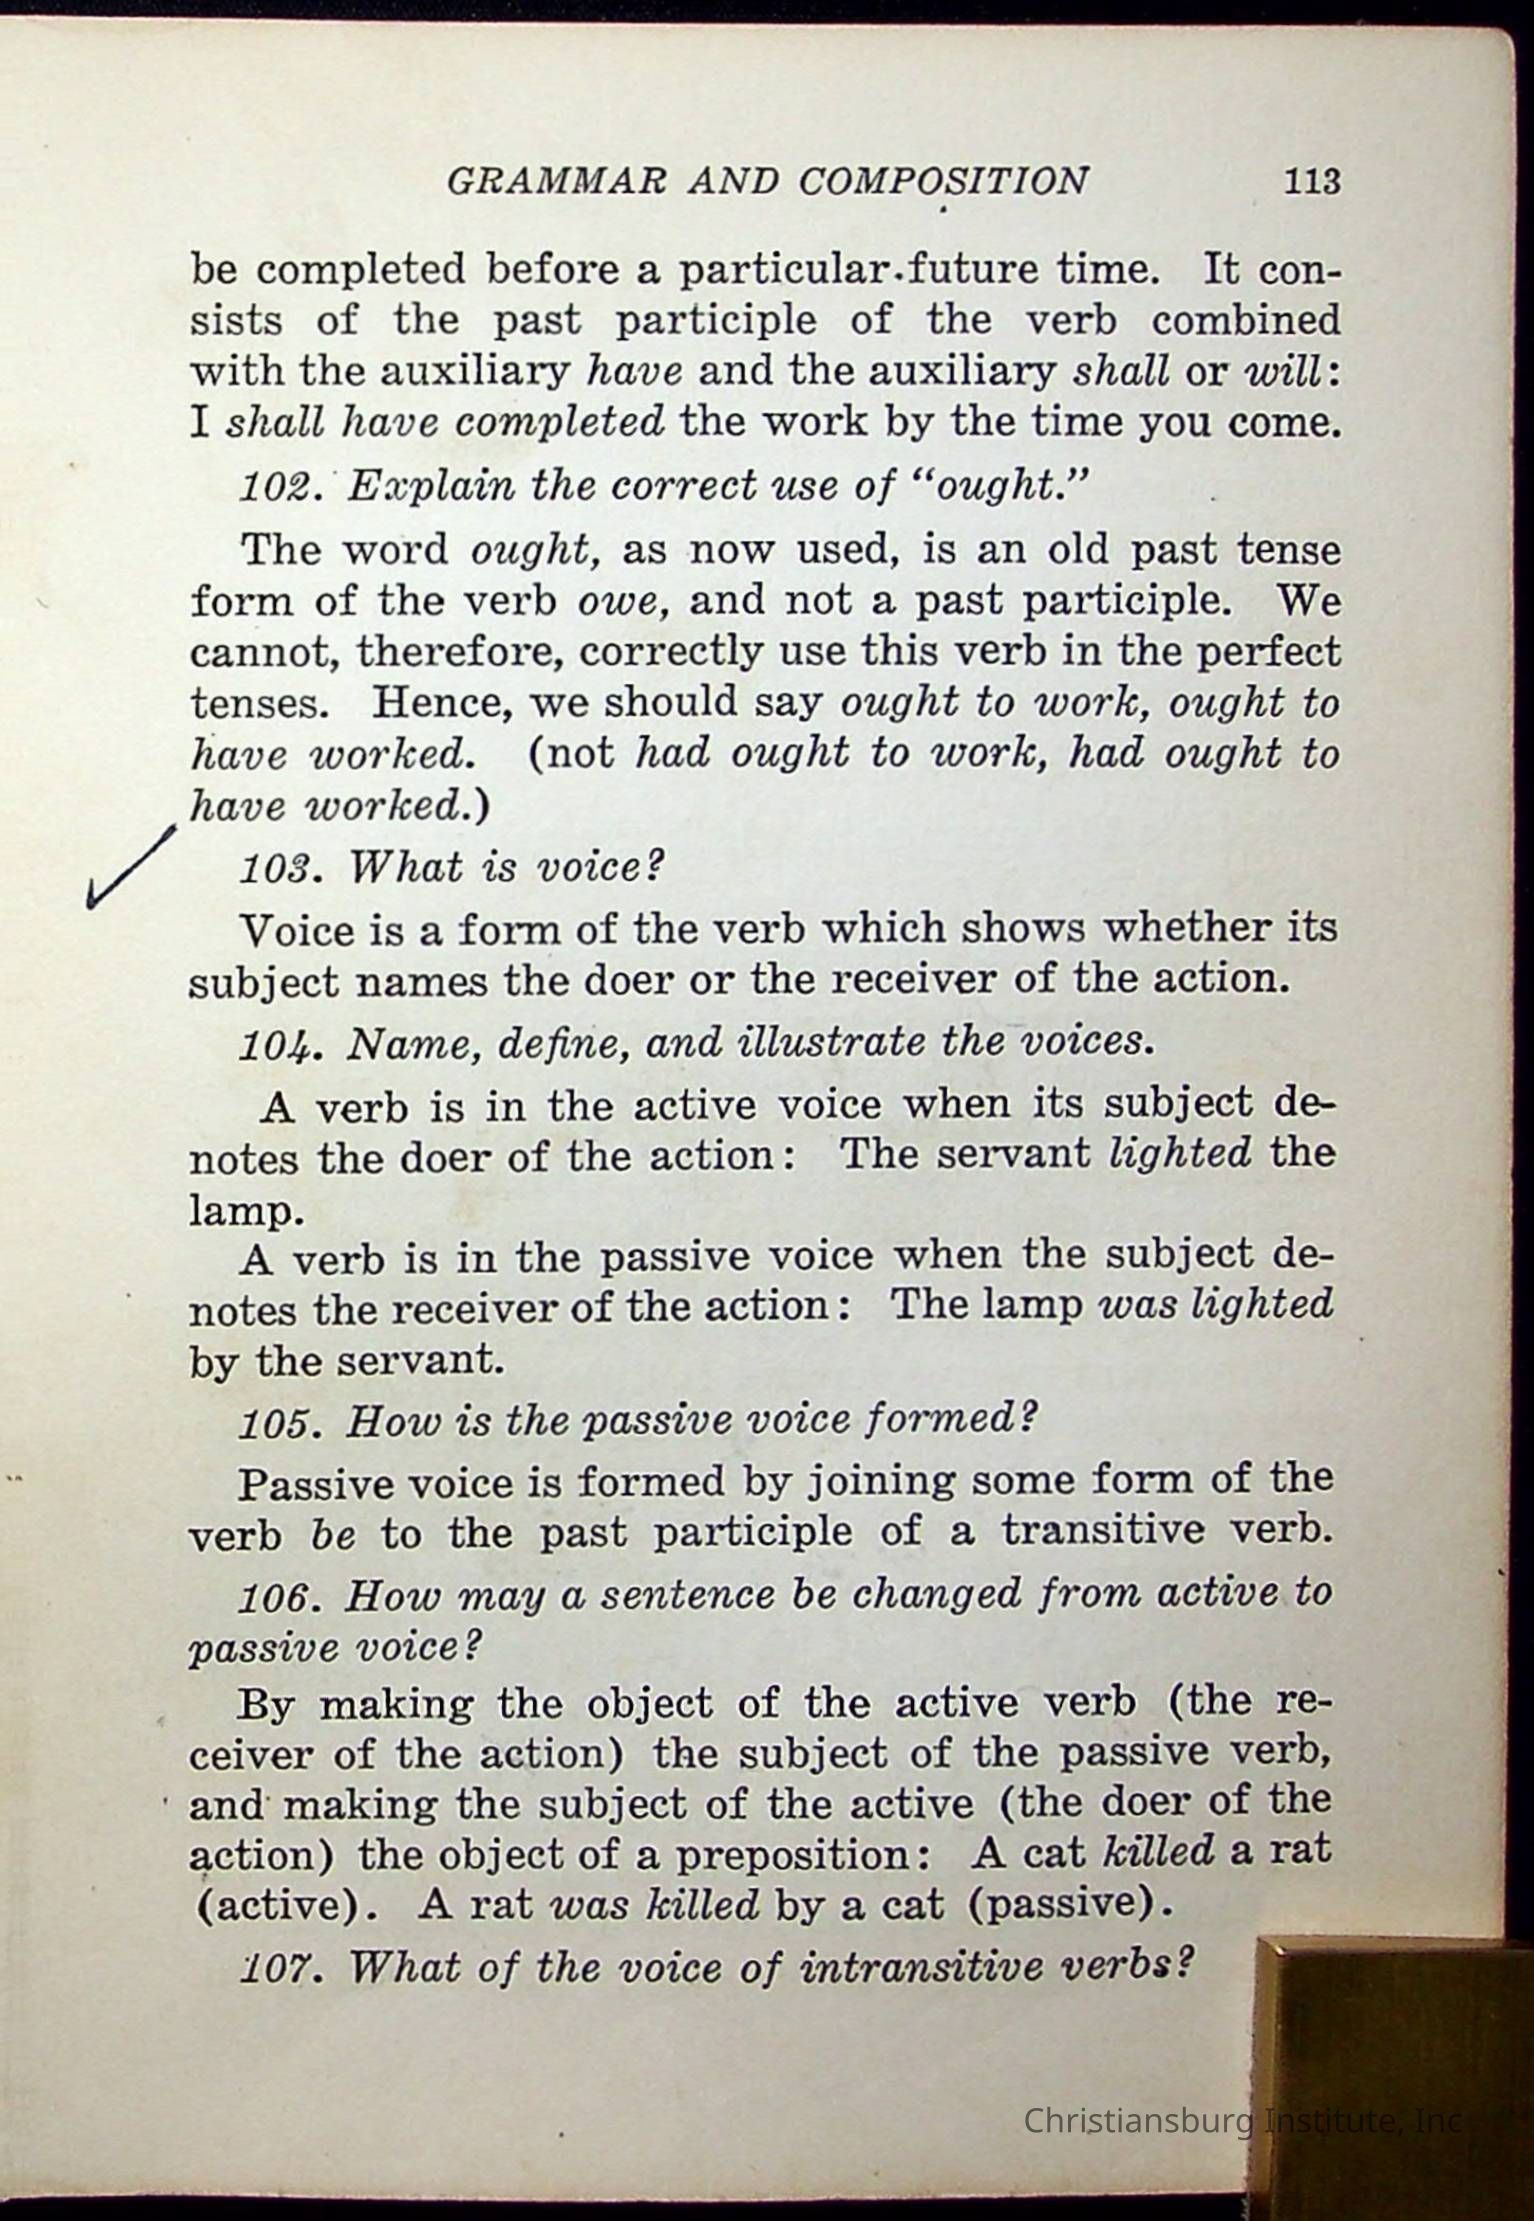 GRAMMAR AND COMPOSITION 113
be completed before a particular future time. It con-
sists of the past participle of the verb combined
with the auxiliary have and the auxiliary shall or will:
I shall have completed the work by the time you come.
102. Explain the correct use of “ought.”
The word ought, as now used, is an old past tense
form of the verb owe, and not a past participle. We
cannot, therefore, correctly use this verb in the perfect
tenses. Hence, we should say ought to work, ought to
have worked. (not had ought to work, had ought to
have worked.)
103. What is voice?
Voice is a form of the verb which shows whether its
subject names the doer or the receiver of the action.
104. Name, define, and illustrate the voices.
A verb is in the active voice when its subject de-
notes the doer of the action: The servant lighted the
lamp.
A verb is in the passive voice when the subject de-
notes the receiver of the action: The lamp was lighted
by the servant.
105. How is the passive voice formed?
Passive voice is formed by joining some form of the
verb be to the past participle of a transitive verb.
106. How may a sentence be changed from active to
passive voice?
By making the object of the active verb (the re-
ceiver of the action) the subject of the passive verb,
and making the subject of the active (the doer of the
action) the object of a preposition: A cat killed a rat
(active). A rat was killed by a cat (passive).
107. What of the voice of intransitive verbs?
Christiansburg Institute, Inc